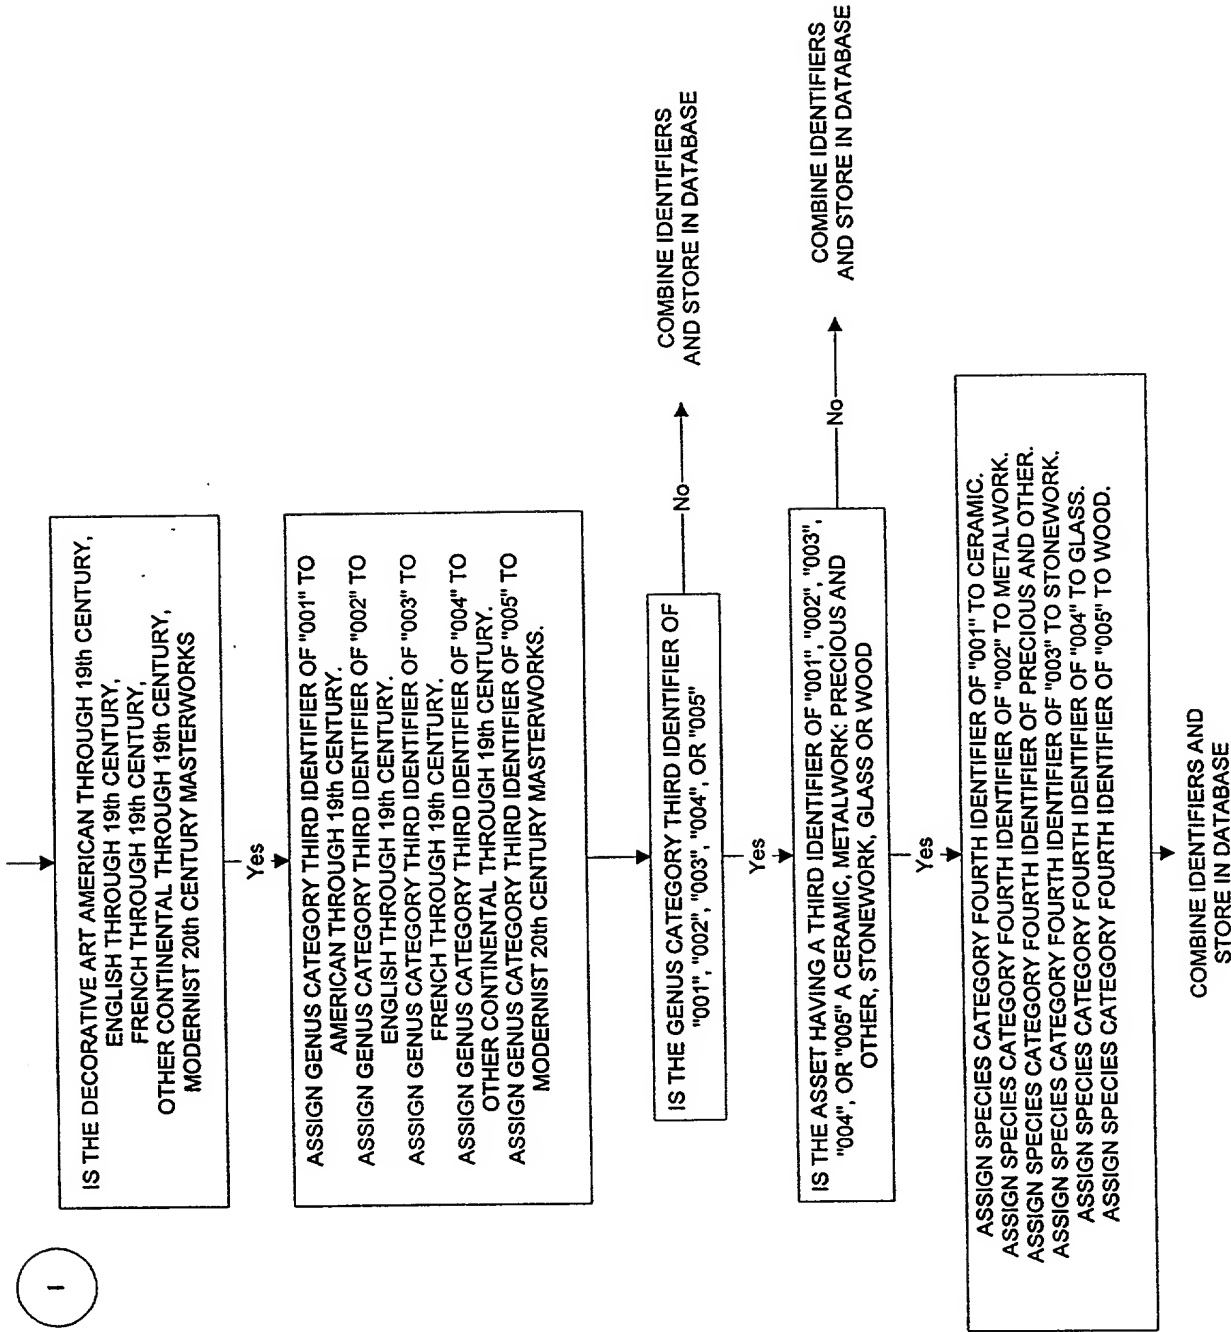 1
IS THE DECORATIVE ART AMERICAN THROUGH 19th CENTURY,
ENGLISH THROUGH 19th CENTURY,
FRENCH THROUGH 19th CENTURY,
OTHER CONTINENTAL THROUGH 19th CENTURY,
MODERNIST 20th CENTURY MASTERWORKS
Yes
ASSIGN GENUS CATEGORY THIRD IDENTIFIER OF "001" TO
AMERICAN THROUGH 19th CENTURY.
ASSIGN GENUS CATEGORY THIRD IDENTIFIER OF "002" TO
ENGLISH THROUGH 19th CENTURY.
ASSIGN GENUS CATEGORY THIRD IDENTIFIER OF "003" TO
FRENCH THROUGH 19th CENTURY.
ASSIGN GENUS CATEGORY THIRD IDENTIFIER OF "004" TO
OTHER CONTINENTAL THROUGH 19th CENTURY.
ASSIGN GENUS CATEGORY THIRD IDENTIFIER OF "005" TO
MODERNIST 20th CENTURY MASTERWORKS.
IS THE GENUS CATEGORY THIRD IDENTIFIER OF
"001", "002", "003", "004", OR "005"
No
COMBINE IDENTIFIERS
AND STORE IN DATABASE
Yes
IS THE ASSET HAVING A THIRD IDENTIFIER OF "001", "002", "003",
"004", OR "005" A CERAMIC, METALWORK: PRECIOUS AND
OTHER, STONEWORK, GLASS OR WOOD
No
COMBINE IDENTIFIERS
AND STORE IN DATABASE
Yes
ASSIGN SPECIES CATEGORY FOURTH IDENTIFIER OF "001" TO CERAMIC.
ASSIGN SPECIES CATEGORY FOURTH IDENTIFIER OF "002" TO METALWORK.
ASSIGN SPECIES CATEGORY FOURTH IDENTIFIER OF PRECIOUS AND OTHER.
ASSIGN SPECIES CATEGORY FOURTH IDENTIFIER OF "003" TO STONEWORK.
ASSIGN SPECIES CATEGORY FOURTH IDENTIFIER OF "004" TO GLASS.
ASSIGN SPECIES FOURTH IDENTIFIER OF "005" TO WOOD.
COMBINE IDENTIFIERS AND
STORE IN DATABASE